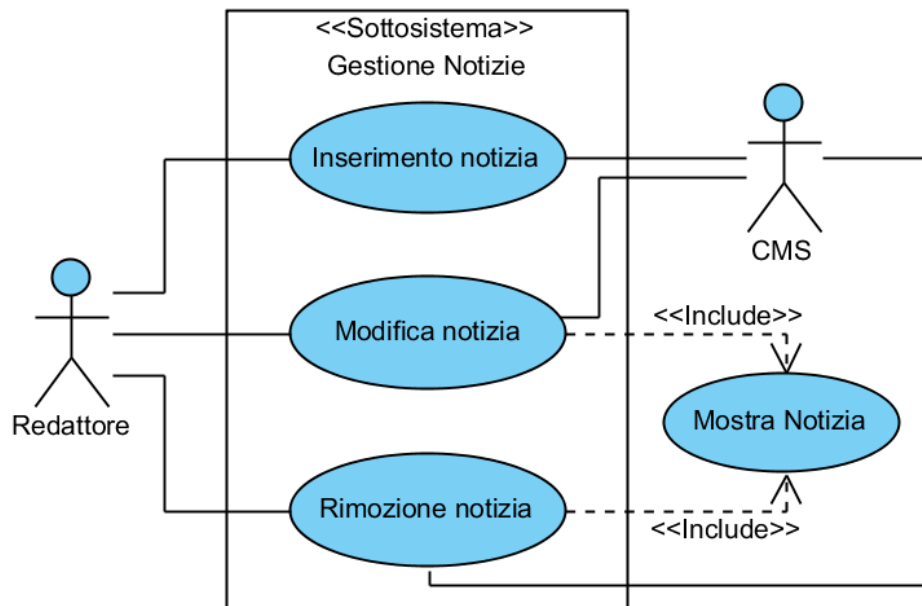 <<Sottosistema>>
Gestione Notizie
Inserimento notizia
CMS
Modifica notizia
<<Include>>
Redattore
Mostra Notizia
Rimozione notizia
<<Include>>